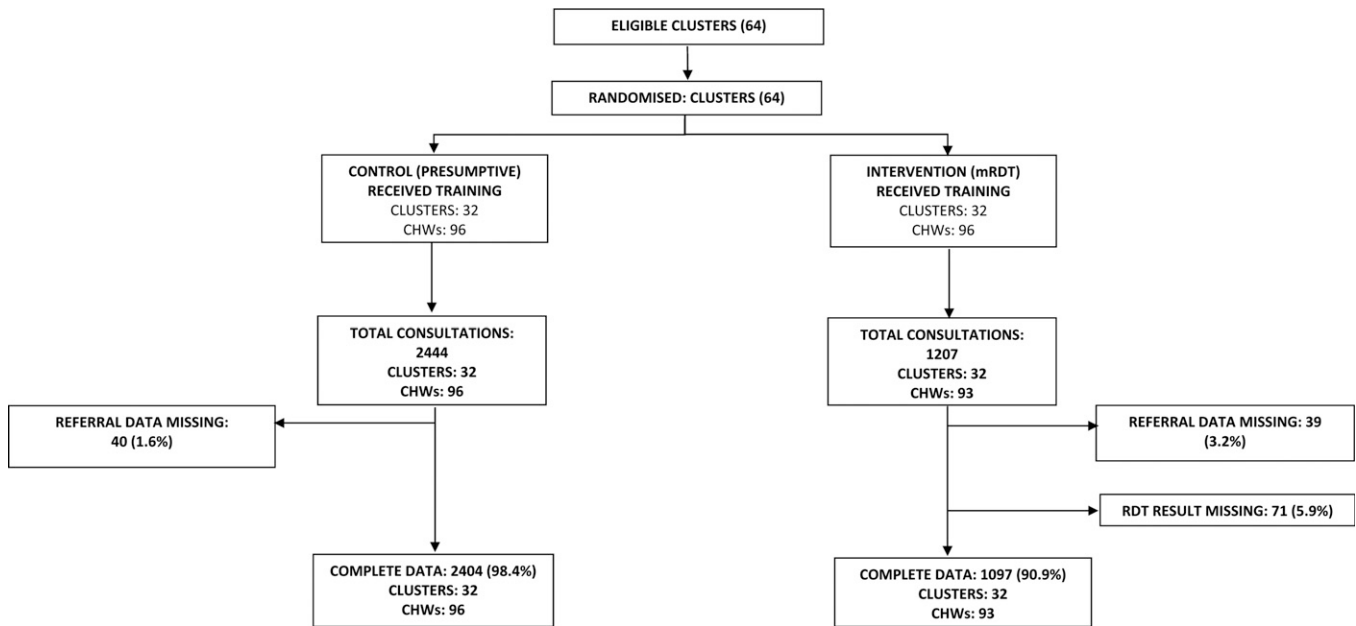 ELIGIBLE CLUSTERS (64)
RANDOMISED: CLUSTERS (64)
CONTROL (PRESUMPTIVE)
RECEIVED TRAINING
CLUSTERS: 32
CHWs: 96
INTERVENTION (mRDT)
RECEIVED TRAINING
CLUSTERS: 32
CHWs: 96
TOTAL CONSULTATIONS:
2444
CLUSTERS: 32
CHWs: 96
TOTAL CONSULTATIONS:
1207
CLUSTERS: 32
CHWs: 93
REFERRAL DATA MISSING:
40 (1.6%)
REFERRAL DATA MISSING: 39
(3.2%)
RDT RESULT MISSING: 71 (5.9%)
COMPLETE DATA: 2404 (98.4%)
CLUSTERS: 32
CHWs: 96
COMPLETE DATA: 1097 (90.9%)
CLUSTERS: 32
CHWs: 93